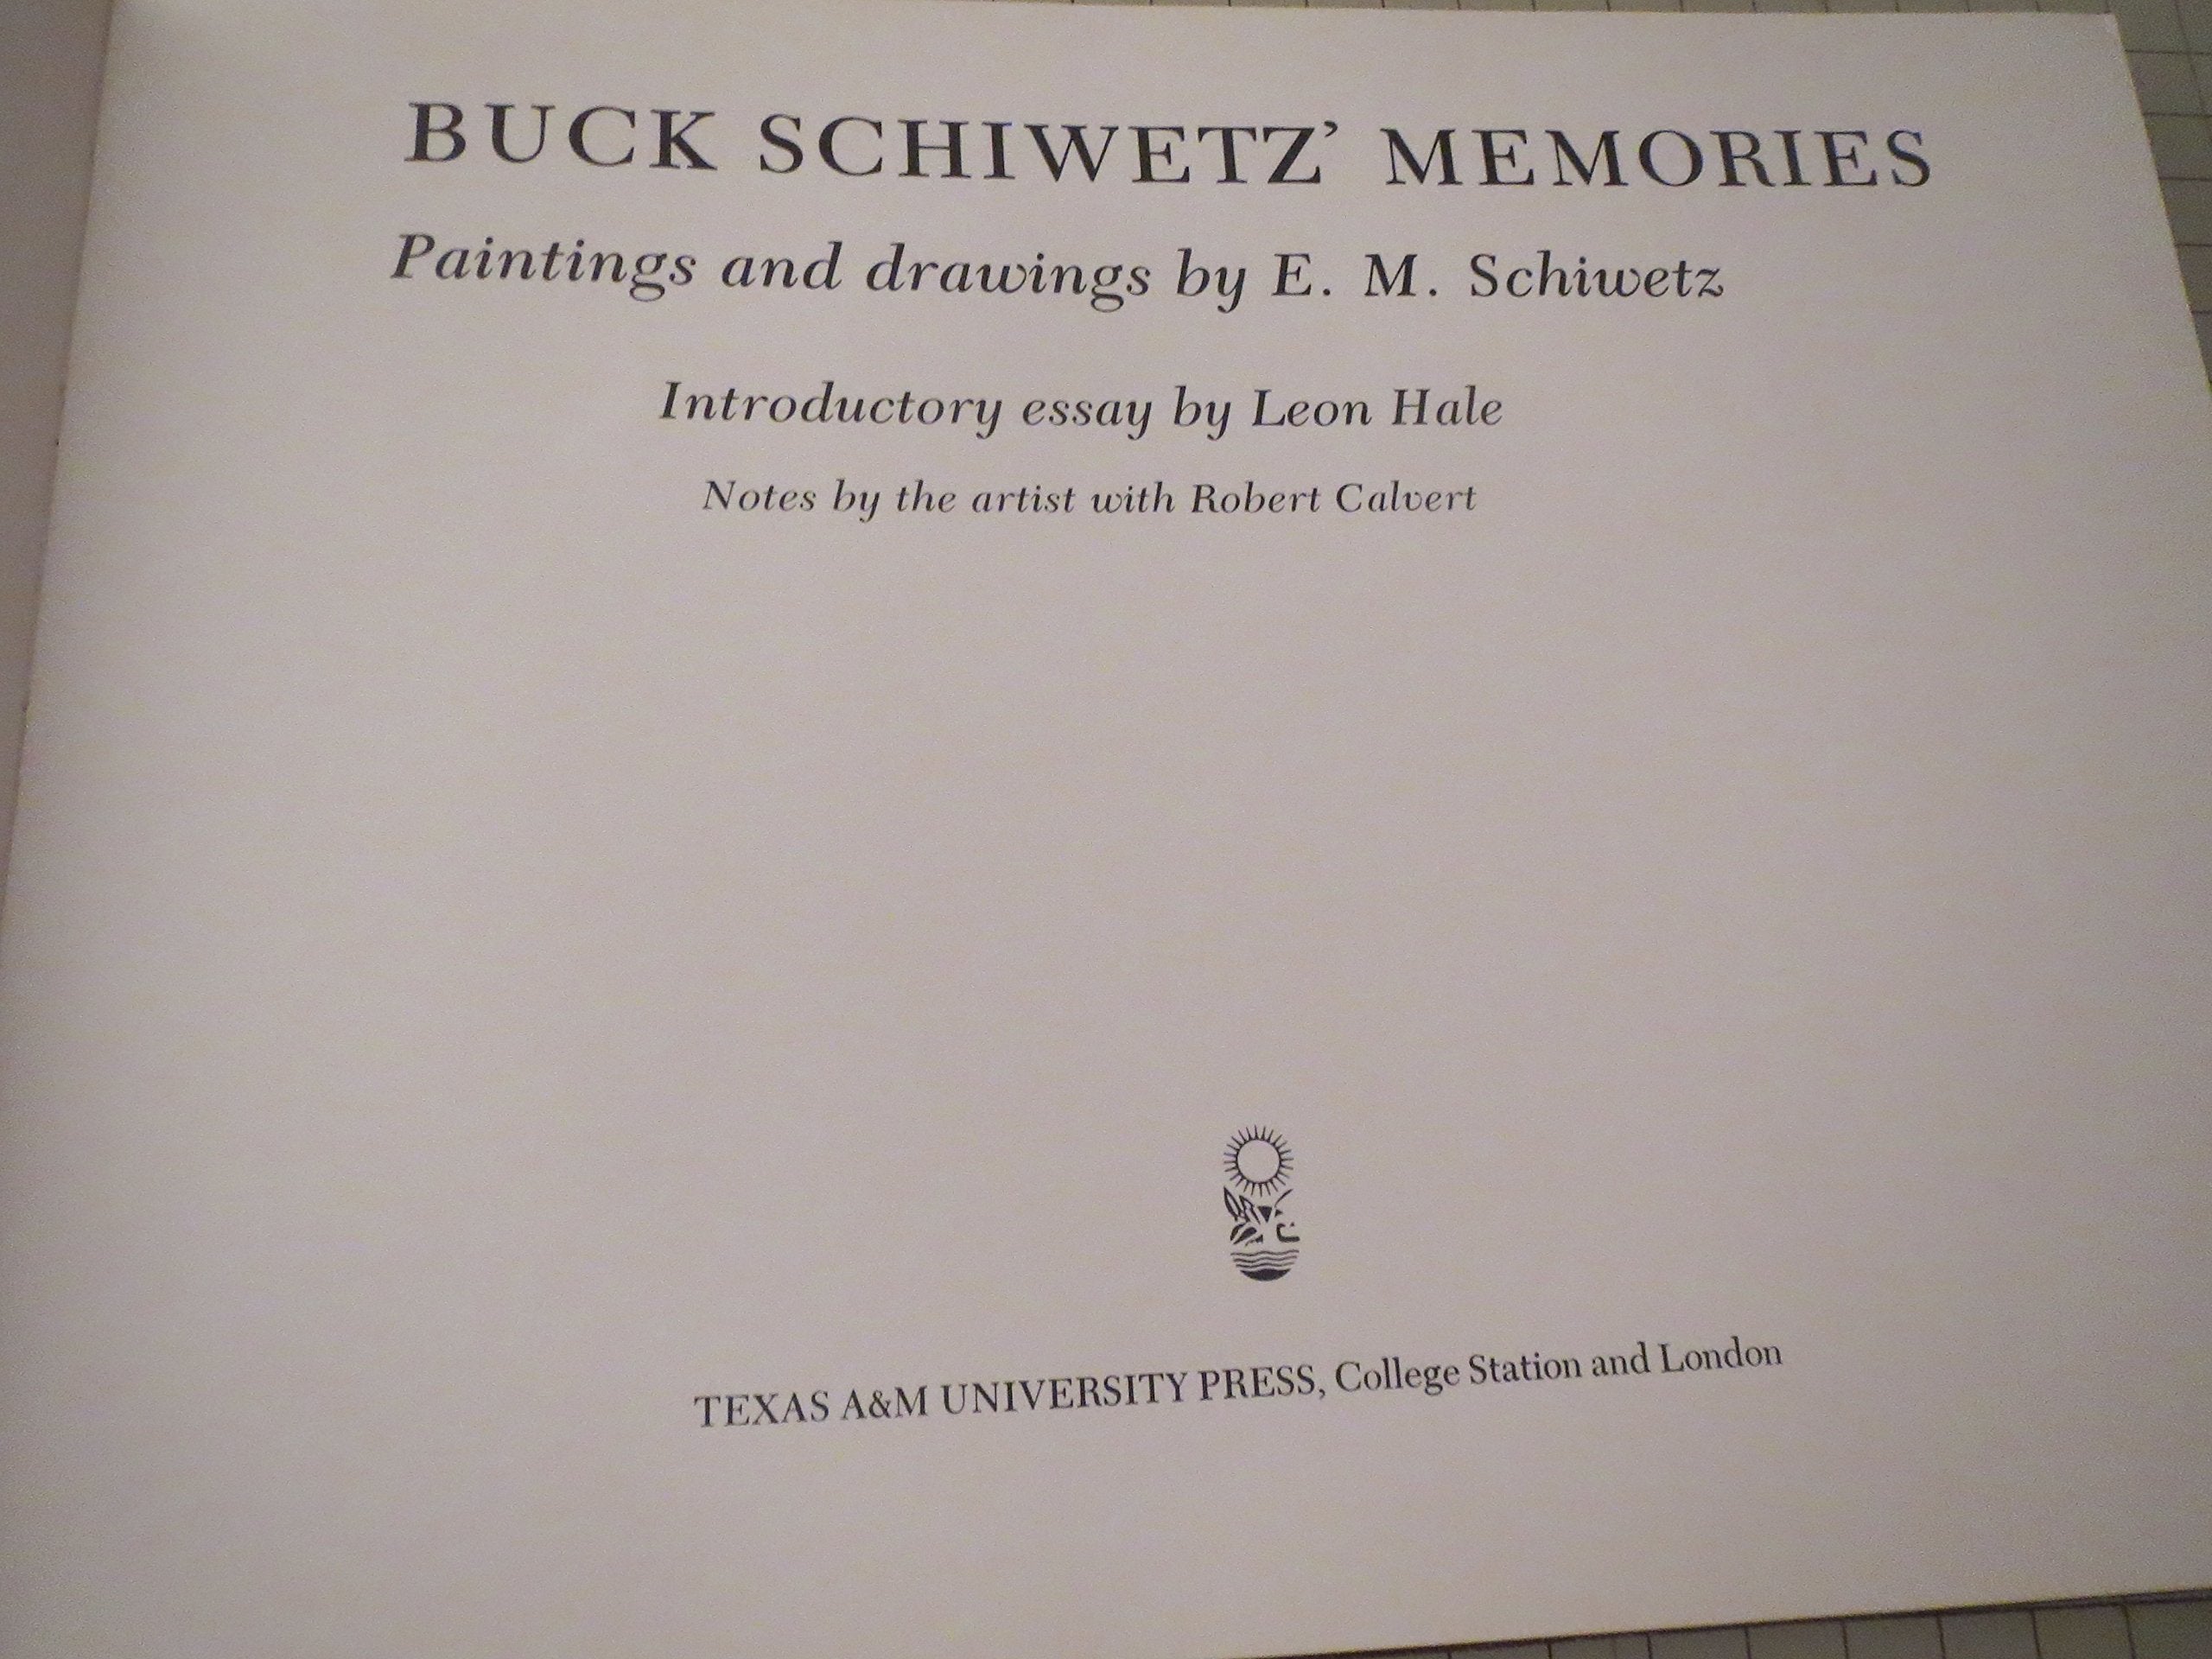 BUCK SCHIWETZ’ MEMORIES
Paintings and drawings by E. M. Schiwetz
Introductory essay by Leon Hale
Notes by the artist with Robert Calvert
TEXAS A&M UNIVERSITY PRESS, College Station and London